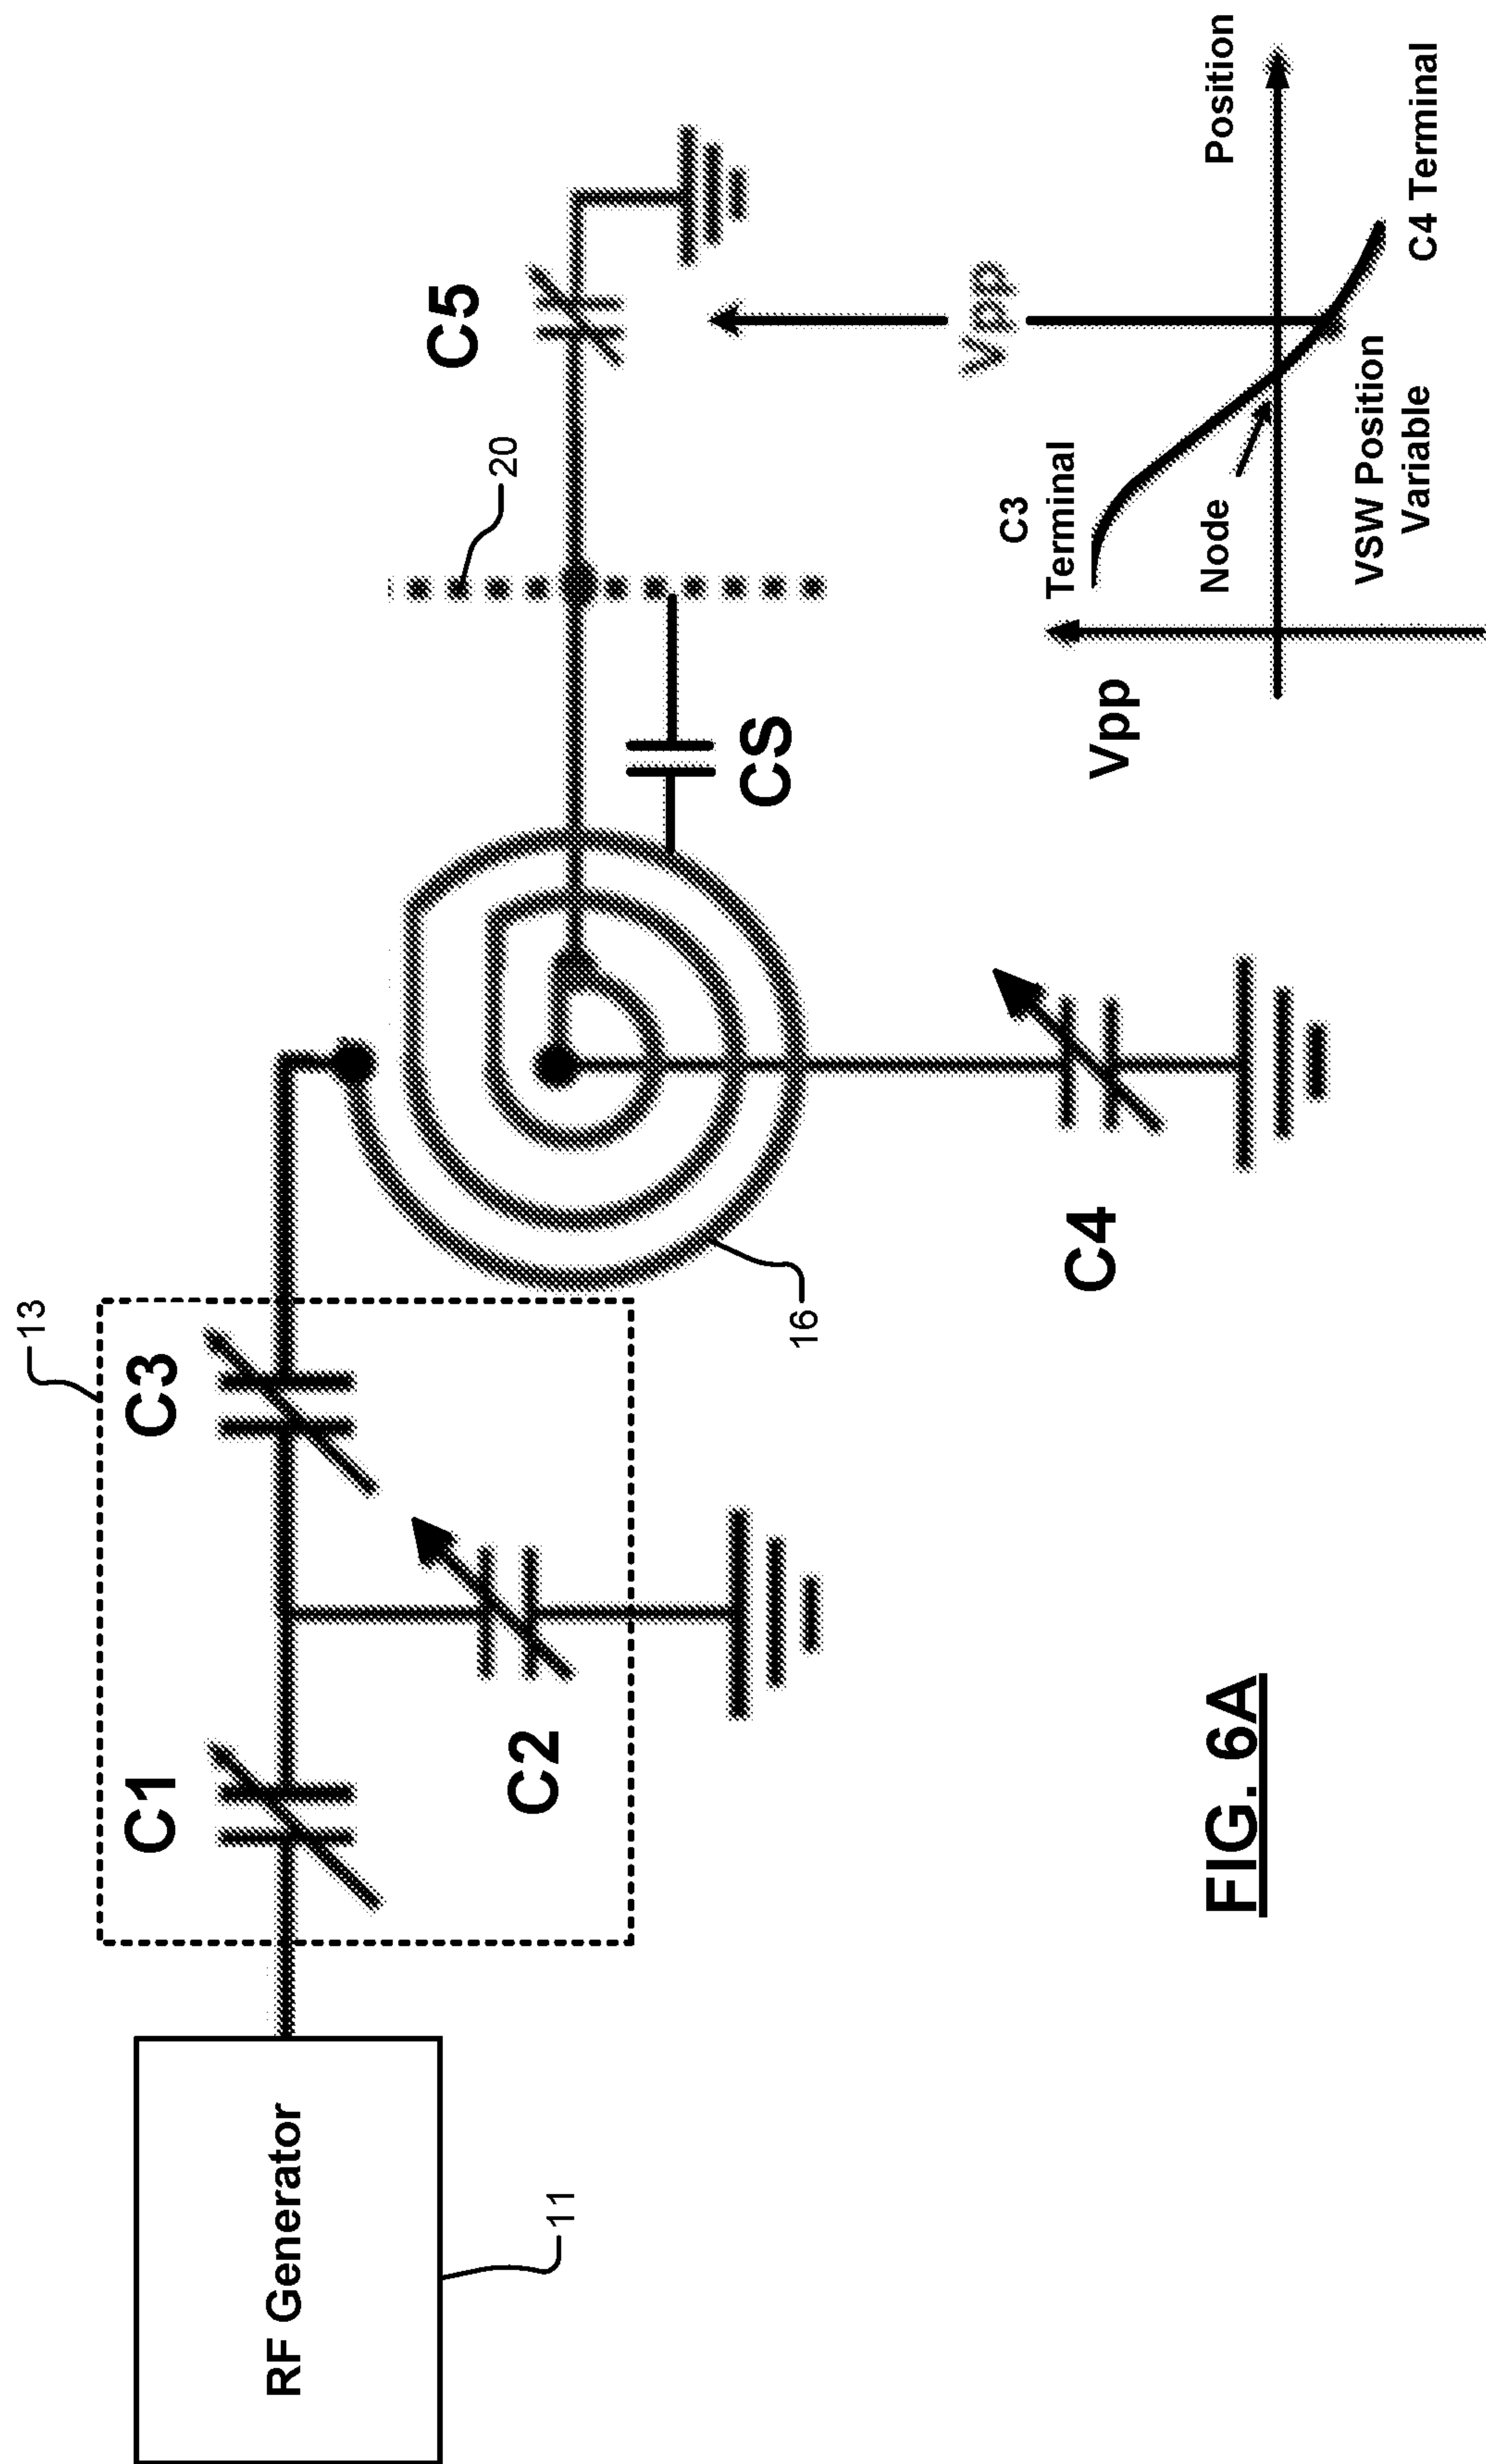 RF Generator
11
13
C1
C2
C3
16
C4
CS
20
C5
Vpp
Vpp
C3
Terminal
Node
VSW Position
Variable
Position
C4 Terminal
FIG. 6A